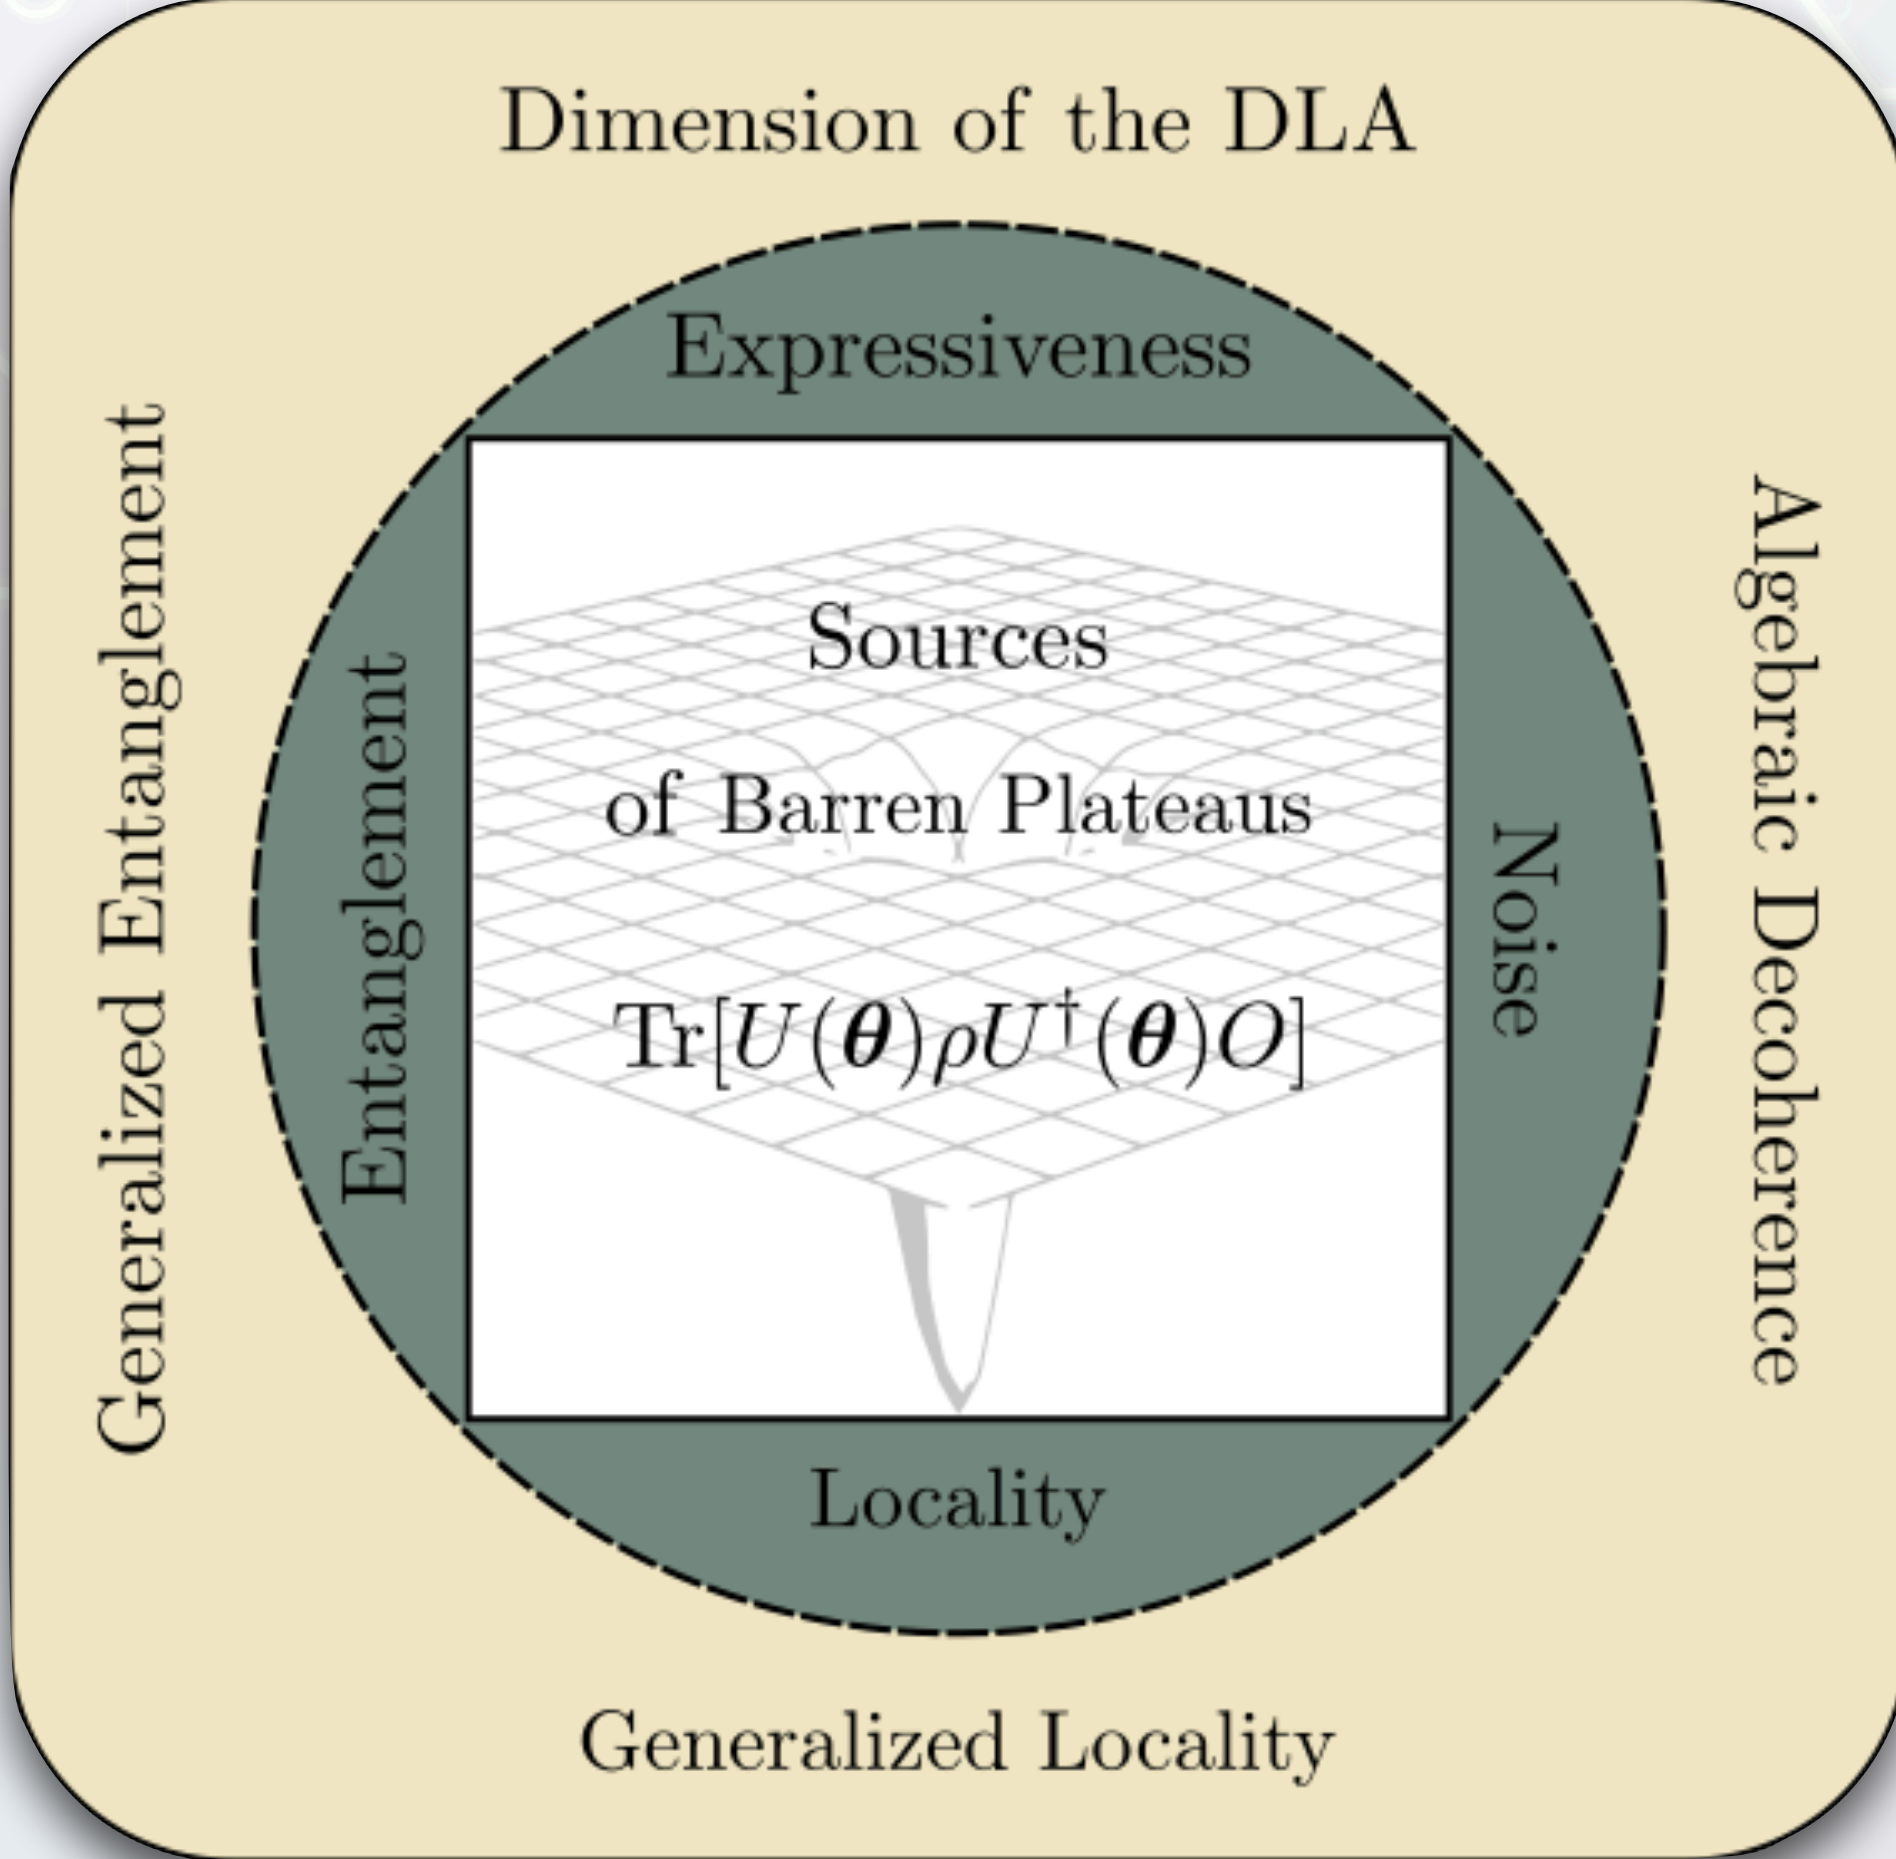 Dimension of the DLA
Expressiveness
Generalized Entanglement
Entanglement
Sources
of Barren Plateaus
Tr[U(𝜽)ρU†(𝜽)O]
Noise
Algebraic Decoherence
Locality
Generalized Locality